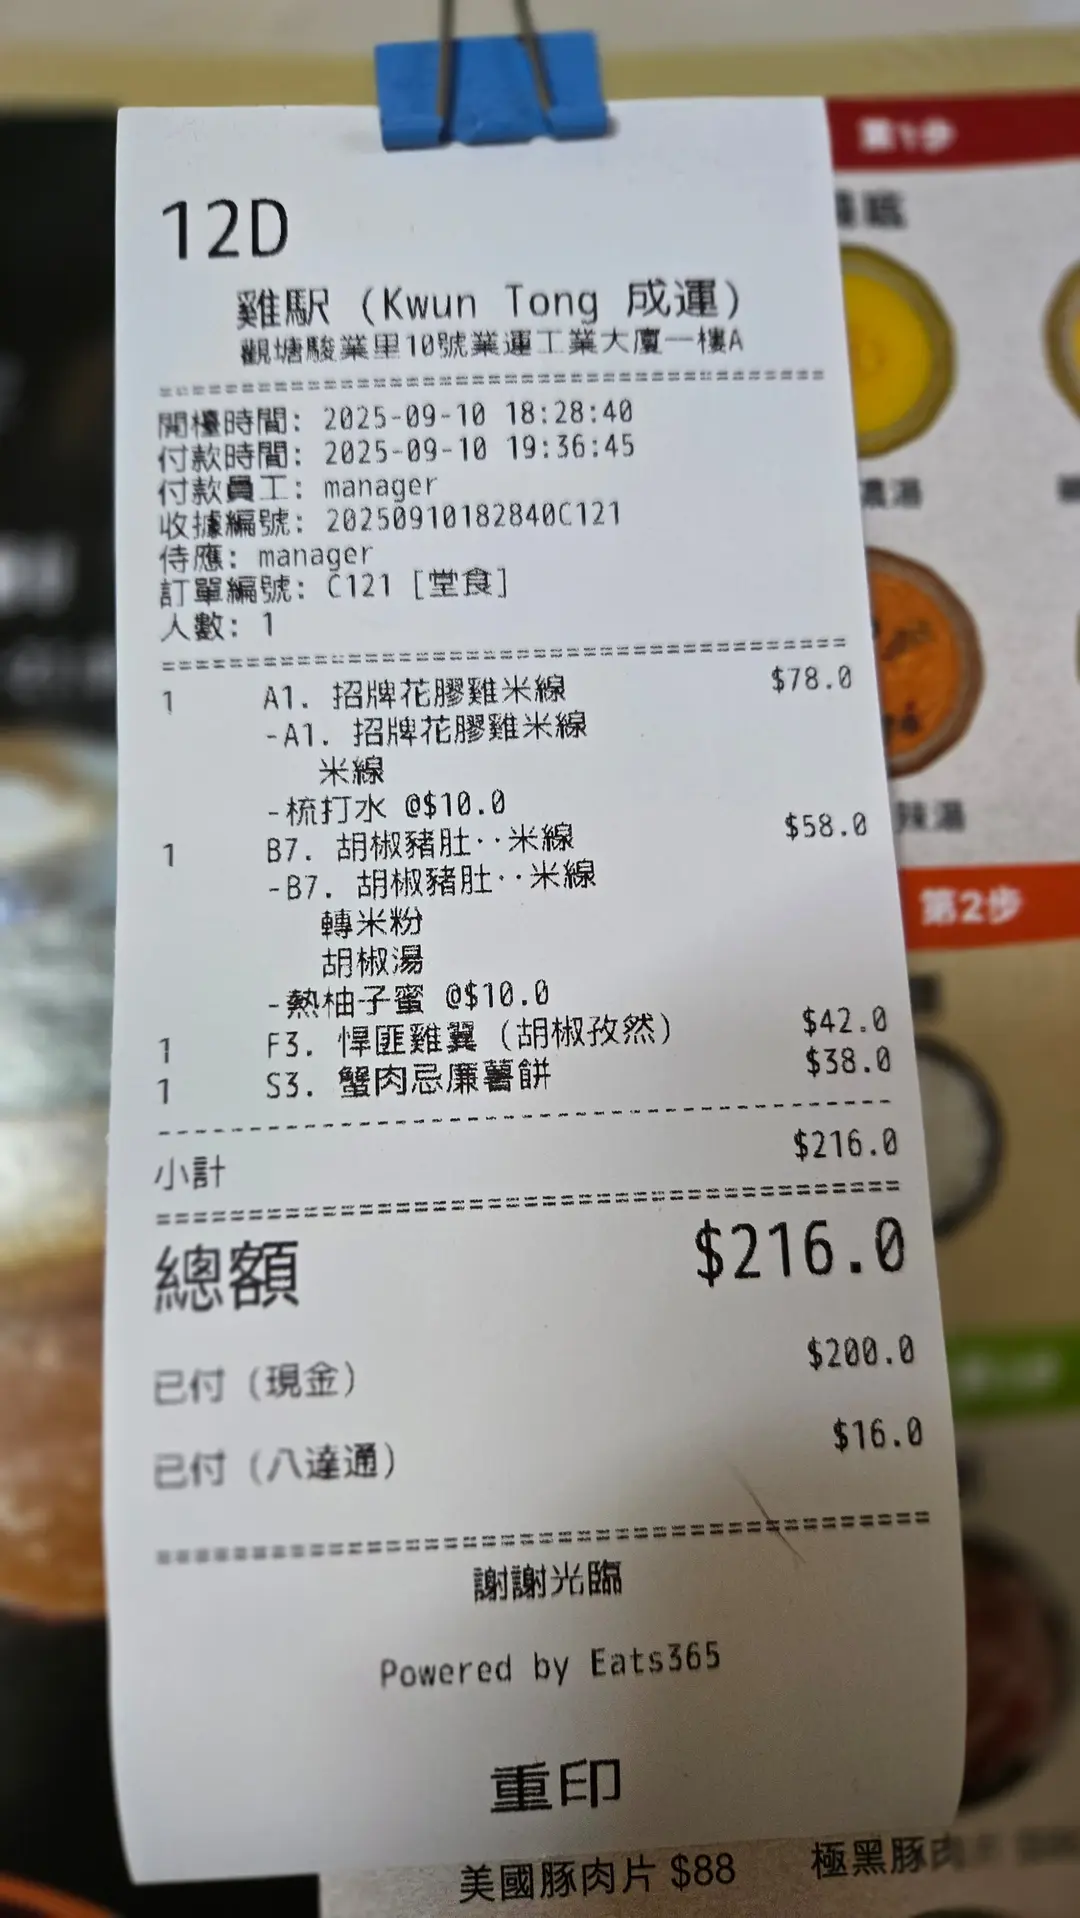 12D
雞駅 (Kwun Tong 成運)
觀塘駿業里10號業運工業大廈一樓A
開檯時間: 2025-09-10 18:28:40
付款時間: 2025-09-10 19:36:45
付款員工: manager
收據編號: 20250910182840C121
侍應: manager
訂單編號: C121 [堂食]
人數: 1
1 A1. 招牌花膠雞米線 $78.0
-A1. 招牌花膠雞米線
米線
-梳打水 @$10.0
1 B7. 胡椒豬肚··米線 $58.0
-B7. 胡椒豬肚··米線
轉米粉
胡椒湯
-熱柚子蜜 @$10.0
1 F3. 悍匪雞翼 (胡椒孜然) $42.0
1 S3. 蟹肉忌廉薯餅 $38.0
小計 $216.0
總額 $216.0
已付 (現金) $200.0
已付 (八達通) $16.0
謝謝光臨
Powered by Eats365
重印
第1步
辣湯
第2步
美國豚肉片 $88
極黑豚肉